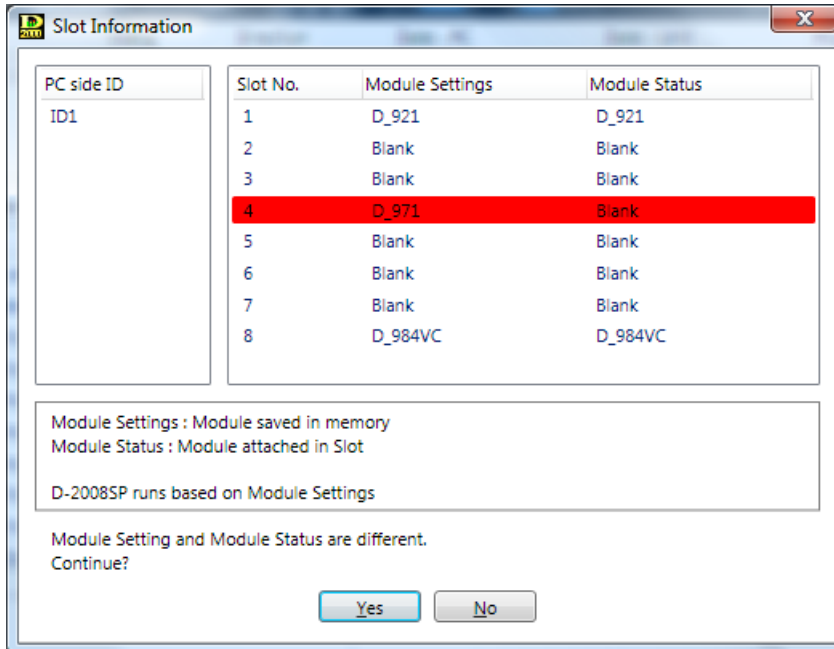 D
2000
Slot Information
PC side ID
ID1
Slot No. Module Settings Module Status
1 D_921 D_921
2 Blank Blank
3 Blank Blank
4 D_971 Blank
5 Blank Blank
6 Blank Blank
7 Blank Blank
8 D_984VC D_984VC
Module Settings : Module saved in memory
Module Status : Module attached in Slot
D-2008SP runs based on Module Settings
Module Setting and Module Status are different.
Continue?
Yes No